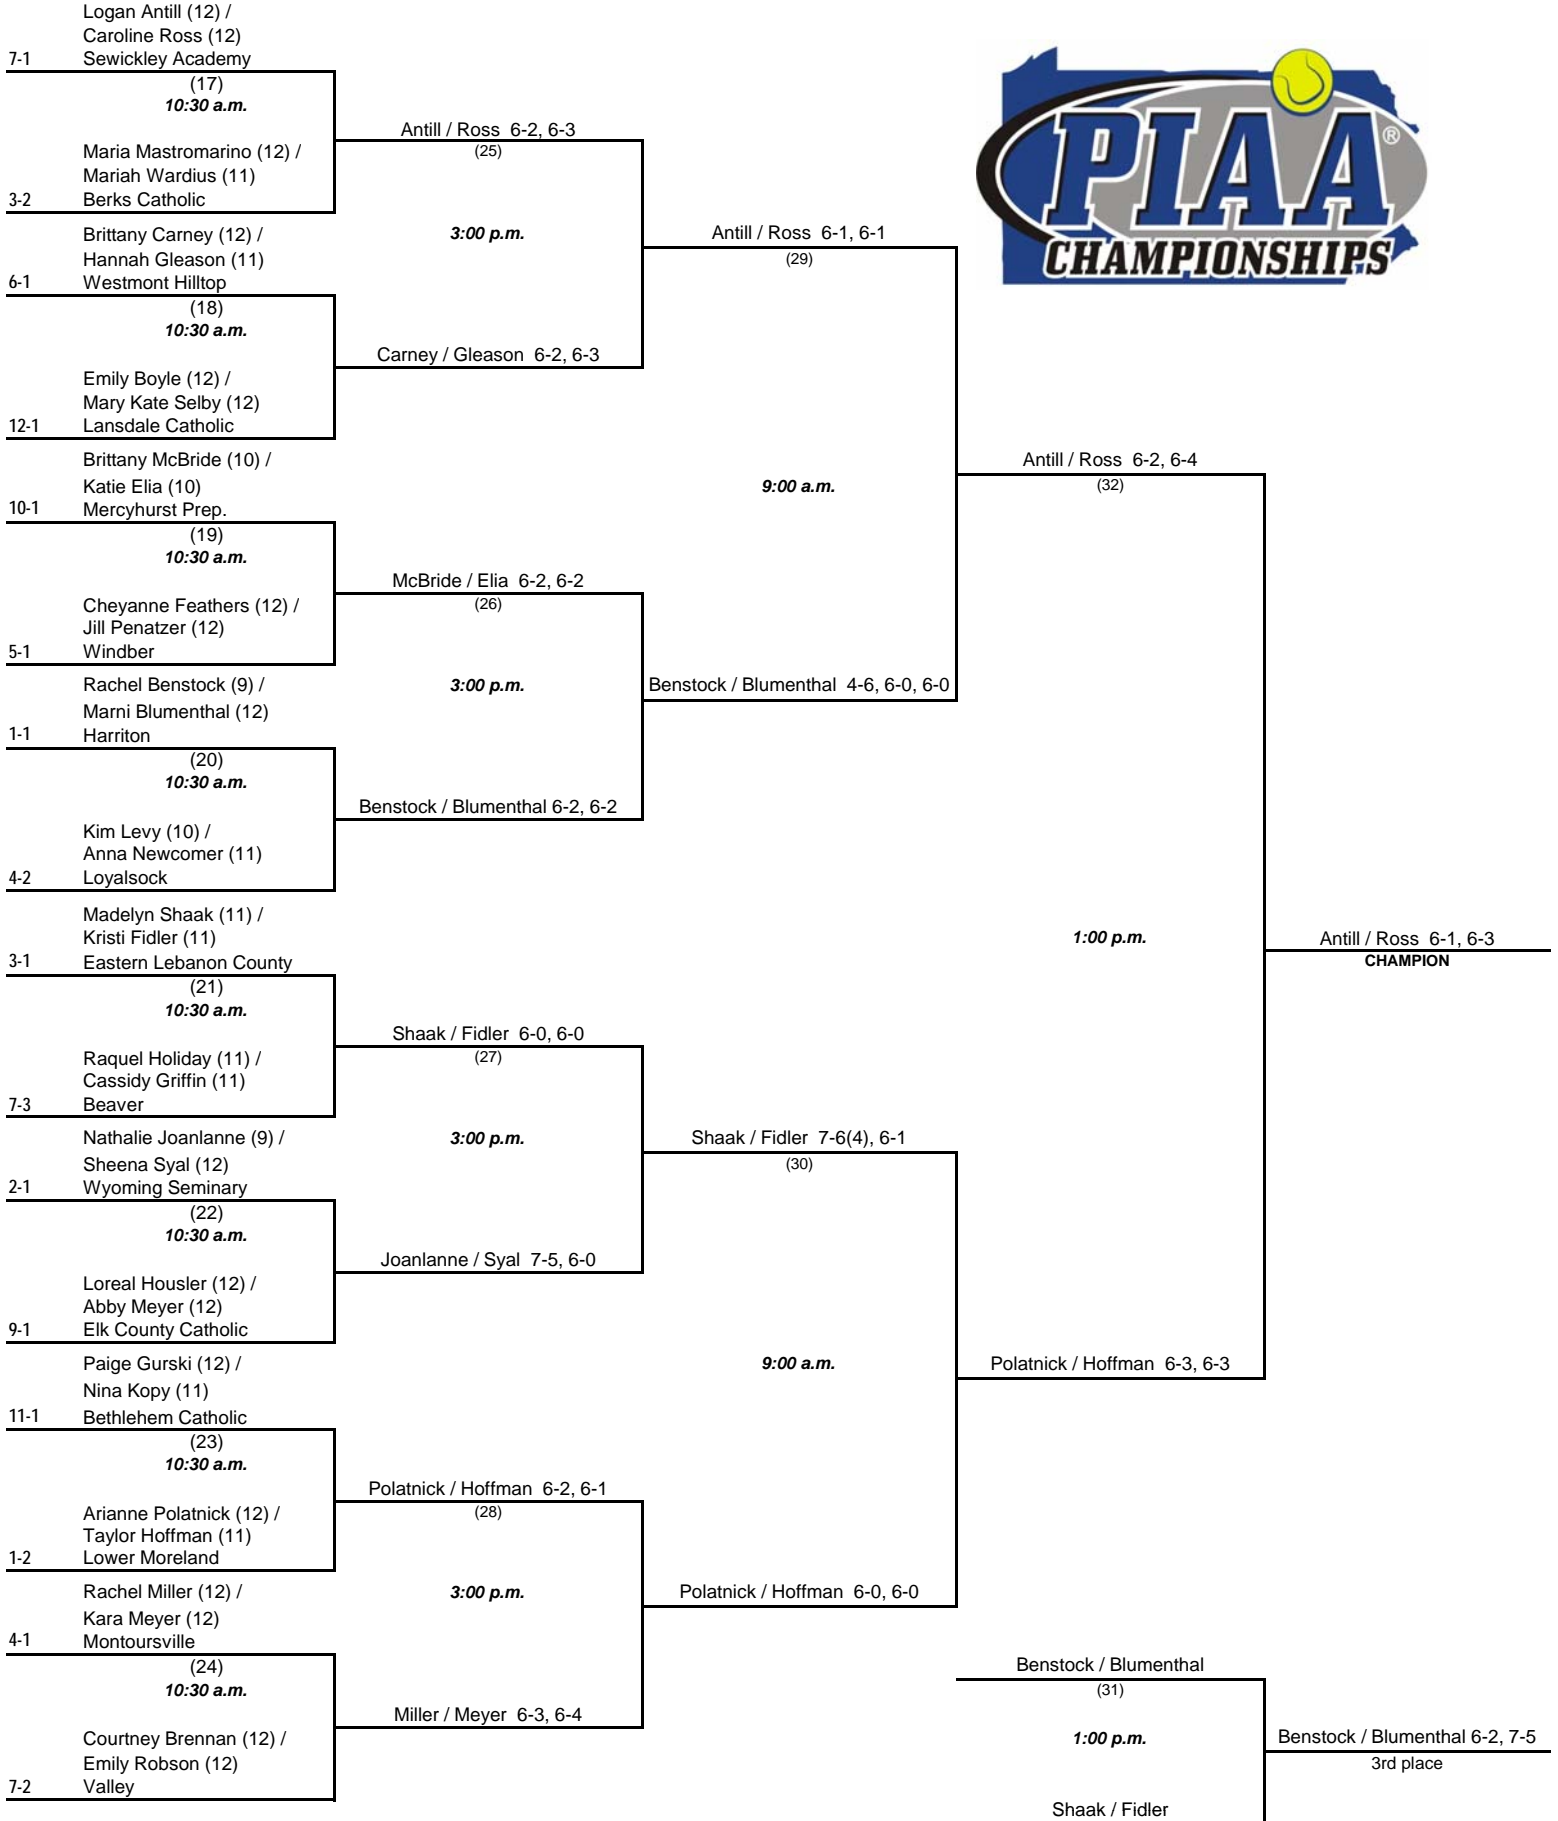 Logan Antill (12) /
Caroline Ross (12)
7-1 Sewickley Academy
(17)
10:30 a.m.
Maria Mastromarino (12) /
Mariah Wardius (11)
3-2 Berks Catholic
Brittany Carney (12) /
Hannah Gleason (11)
6-1 Westmont Hilltop
(18)
10:30 a.m.
Emily Boyle (12) /
Mary Kate Selby (12)
12-1 Lansdale Catholic
Brittany McBride (10) /
Katie Elia (10)
10-1 Mercyhurst Prep.
(19)
10:30 a.m.
Cheyanne Feathers (12) /
Jill Penatzer (12)
5-1 Windber
Rachel Benstock (9) /
Marni Blumenthal (12)
1-1 Harriton
(20)
10:30 a.m.
Kim Levy (10) /
Anna Newcomer (11)
4-2 Loyalsock
Madelyn Shaak (11) /
Kristi Fidler (11)
3-1 Eastern Lebanon County
(21)
10:30 a.m.
Raquel Holiday (11) /
Cassidy Griffin (11)
7-3 Beaver
Nathalie Joanlanne (9) /
Sheena Syal (12)
2-1 Wyoming Seminary
(22)
10:30 a.m.
Loreal Housler (12) /
Abby Meyer (12)
9-1 Elk County Catholic
Paige Gurski (12) /
Nina Kopy (11)
11-1 Bethlehem Catholic
(23)
10:30 a.m.
Arianne Polatnick (12) /
Taylor Hoffman (11)
1-2 Lower Moreland
Rachel Miller (12) /
Kara Meyer (12)
4-1 Montoursville
(24)
10:30 a.m.
Courtney Brennan (12) /
Emily Robson (12)
7-2 Valley
Antill / Ross 6-2, 6-3
(25)
3:00 p.m.
Carney / Gleason 6-2, 6-3
McBride / Elia 6-2, 6-2
(26)
3:00 p.m.
Benstock / Blumenthal 6-2, 6-2
Shaak / Fidler 6-0, 6-0
(27)
3:00 p.m.
Joanlanne / Syal 7-5, 6-0
Polatnick / Hoffman 6-2, 6-1
(28)
3:00 p.m.
Miller / Meyer 6-3, 6-4
Antill / Ross 6-1, 6-1
(29)
9:00 a.m.
Benstock / Blumenthal 4-6, 6-0, 6-0
Shaak / Fidler 7-6(4), 6-1
(30)
9:00 a.m.
Polatnick / Hoffman 6-0, 6-0
PIAA®
CHAMPIONSHIPS
Antill / Ross 6-2, 6-4
(32)
1:00 p.m.
Polatnick / Hoffman 6-3, 6-3
Antill / Ross 6-1, 6-3
CHAMPION
Benstock / Blumenthal
(31)
1:00 p.m.
Shaak / Fidler
Benstock / Blumenthal 6-2, 7-5
3rd place